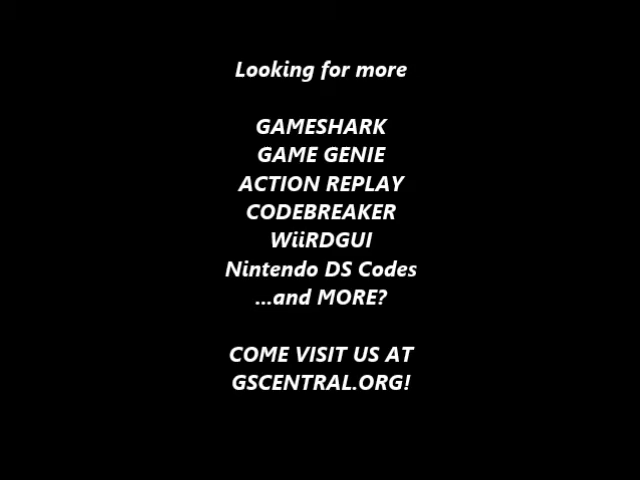 Looking for more
GAMESHARK
GAME GENIE
ACTION REPLAY
CODEBREAKER
WiiRDGUI
Nintendo DS Codes
...and MORE?
COME VISIT US AT
GSCENTRAL.ORG!